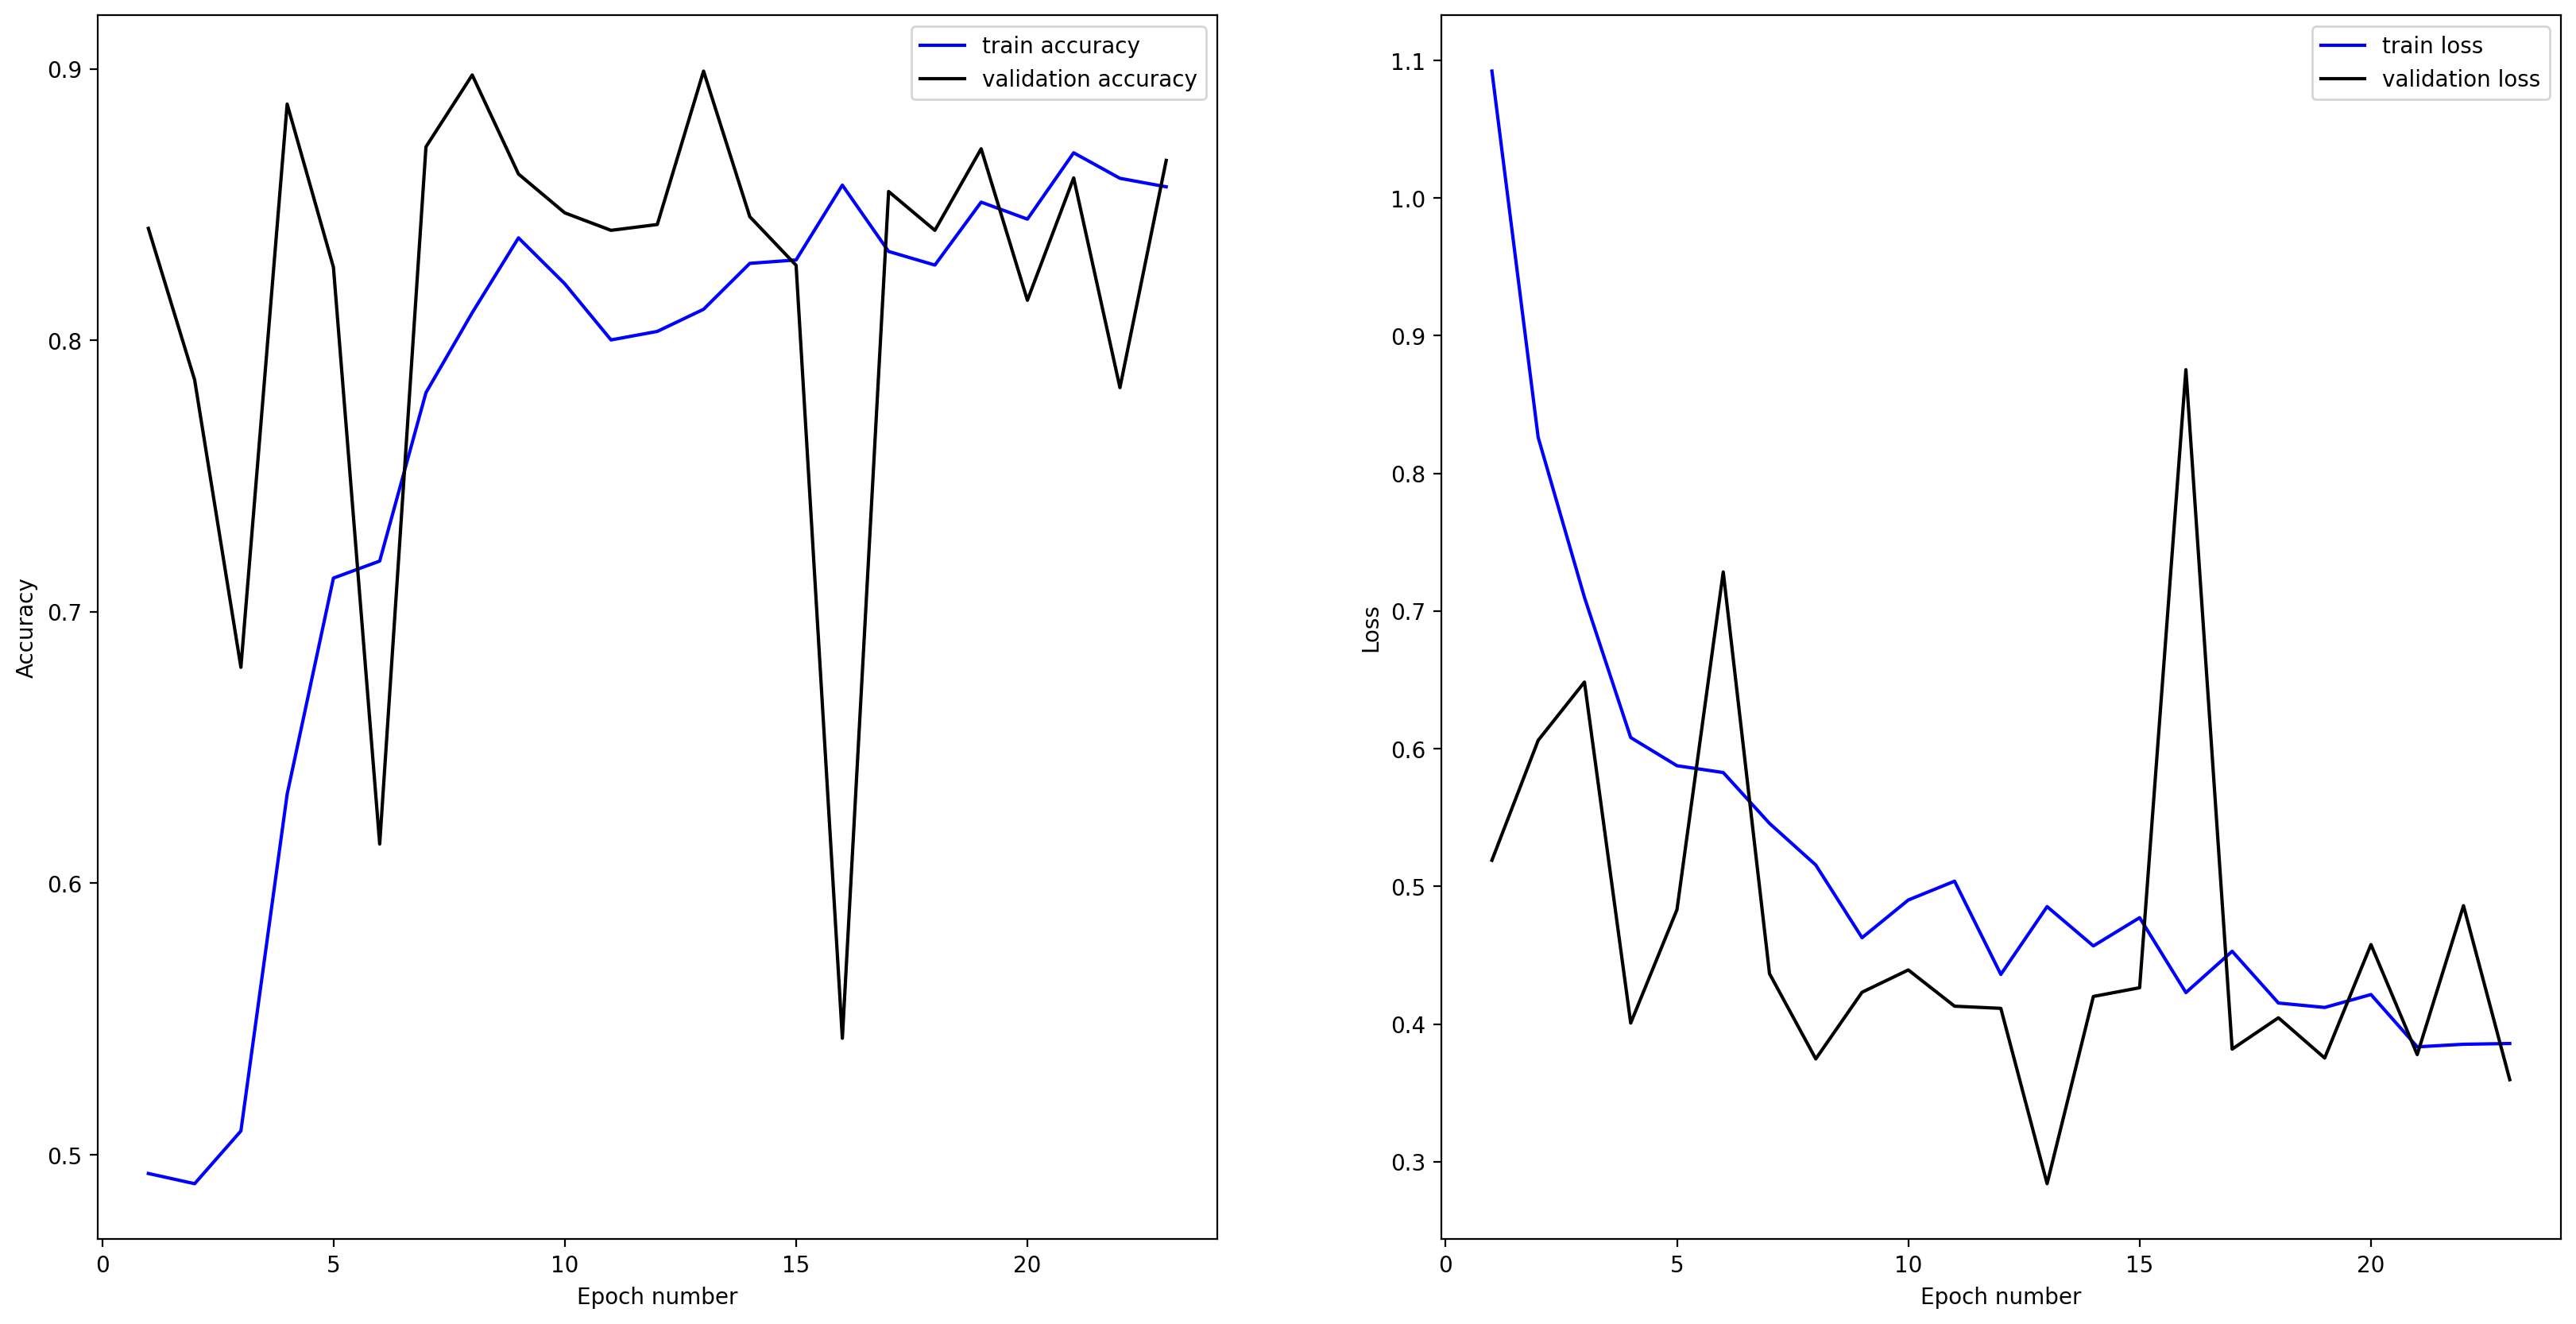 train accuracy
validation accuracy
0.9
0.8
0.7
0.6
0.5
Accuracy
0 5 10 15 20
Epoch number
train loss
validation loss
1.1
1.0
0.9
0.8
0.7
0.6
0.5
0.4
0.3
Loss
0 5 10 15 20
Epoch number